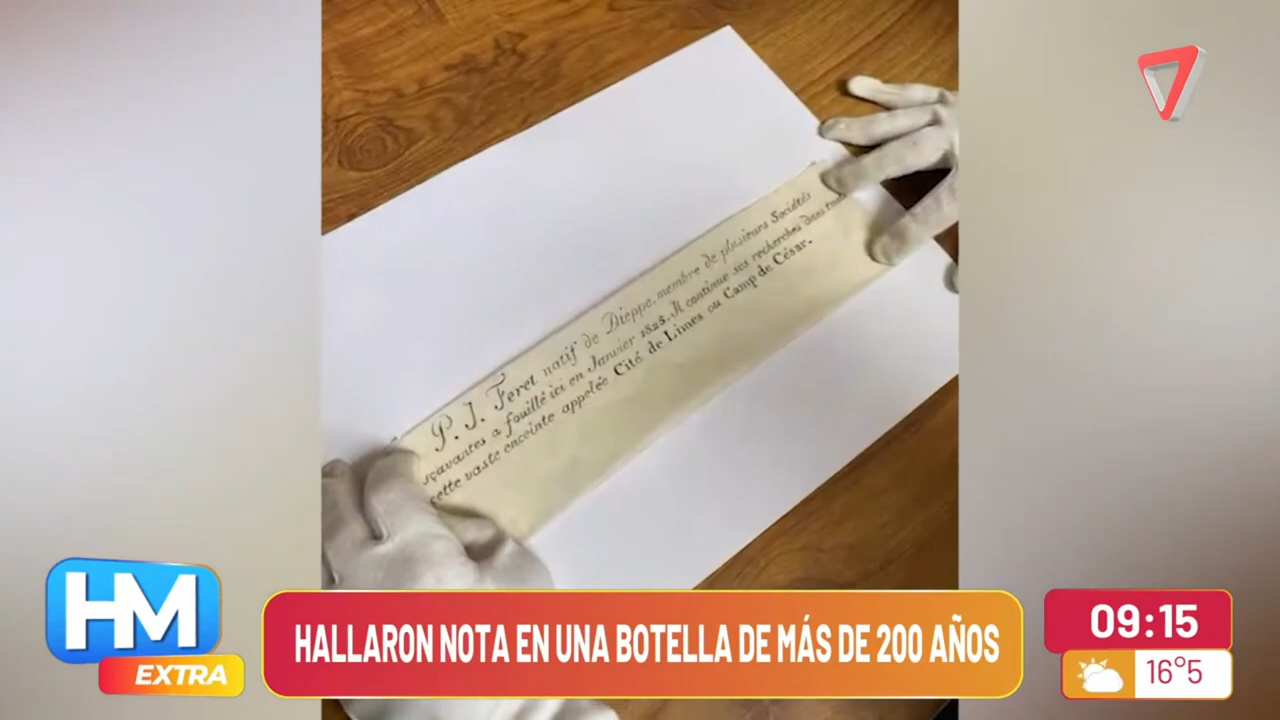 P. J. Feret natif de Dieppe, membre de plusieurs Sociétés
sçavantes a fouillé ici en Janvier 1825. Il continue ses recherches dans toute
cette vaste enceinte appelée Cité de Limes ou Camp de César.
HM
EXTRA
HALLARON NOTA EN UNA BOTELLA DE MÁS DE 200 AÑOS
09:15
16°5